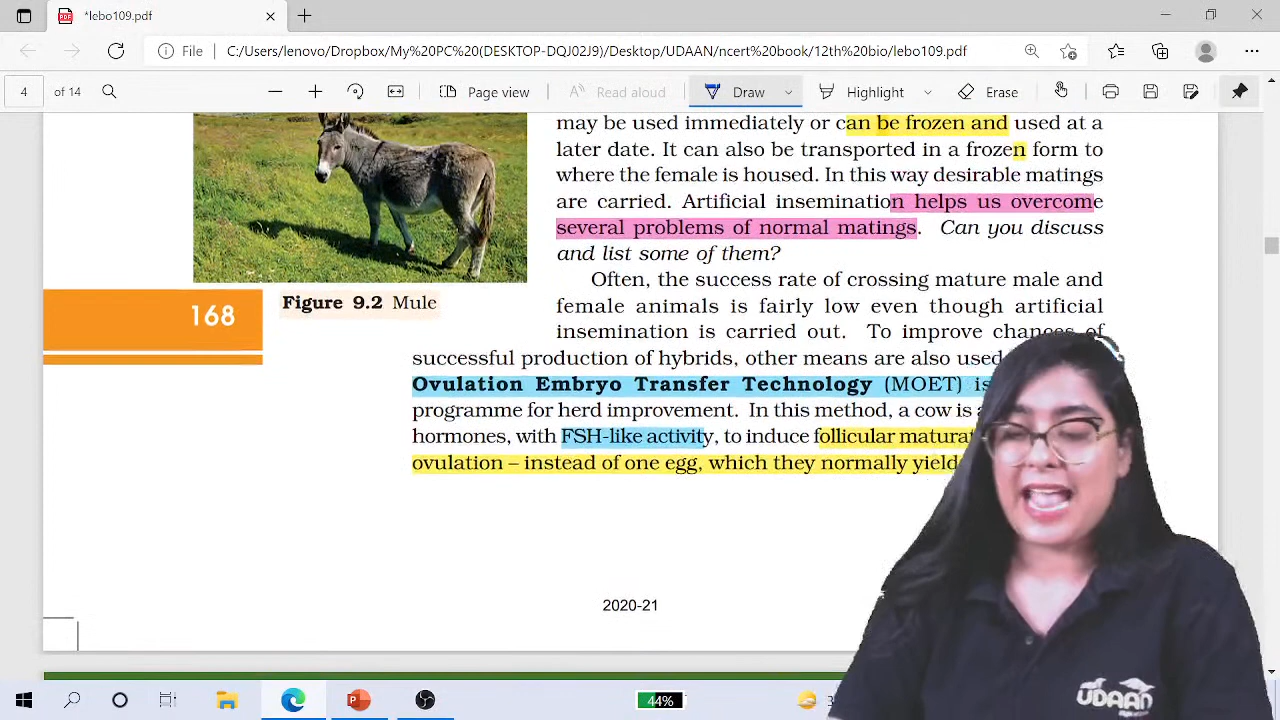 *lebo109.pdf
File
C:/Users/lenovo/Dropbox/My%20PC%20(DESKTOP-DQJ02J9)/Desktop/UDAAN/ncert%20book/12th%20bio/lebo109.pdf
4 of 14
Page view
Read aloud
Draw
Highlight
Erase
may be used immediately or can be frozen and used at a
later date. It can also be transported in a frozen form to
where the female is housed. In this way desirable matings
are carried. Artificial insemination helps us overcome
several problems of normal matings. Can you discuss
and list some of them?
Often, the success rate of crossing mature male and
female animals is fairly low even though artificial
insemination is carried out. To improve chances of
successful production of hybrids, other means are also used
Ovulation Embryo Transfer Technology (MOET) is
programme for herd improvement. In this method, a cow is
hormones, with FSH-like activity, to induce follicular
ovulation – instead of one egg, which they normally yield
Figure 9.2 Mule
168
2020-21
44%
UDAAN